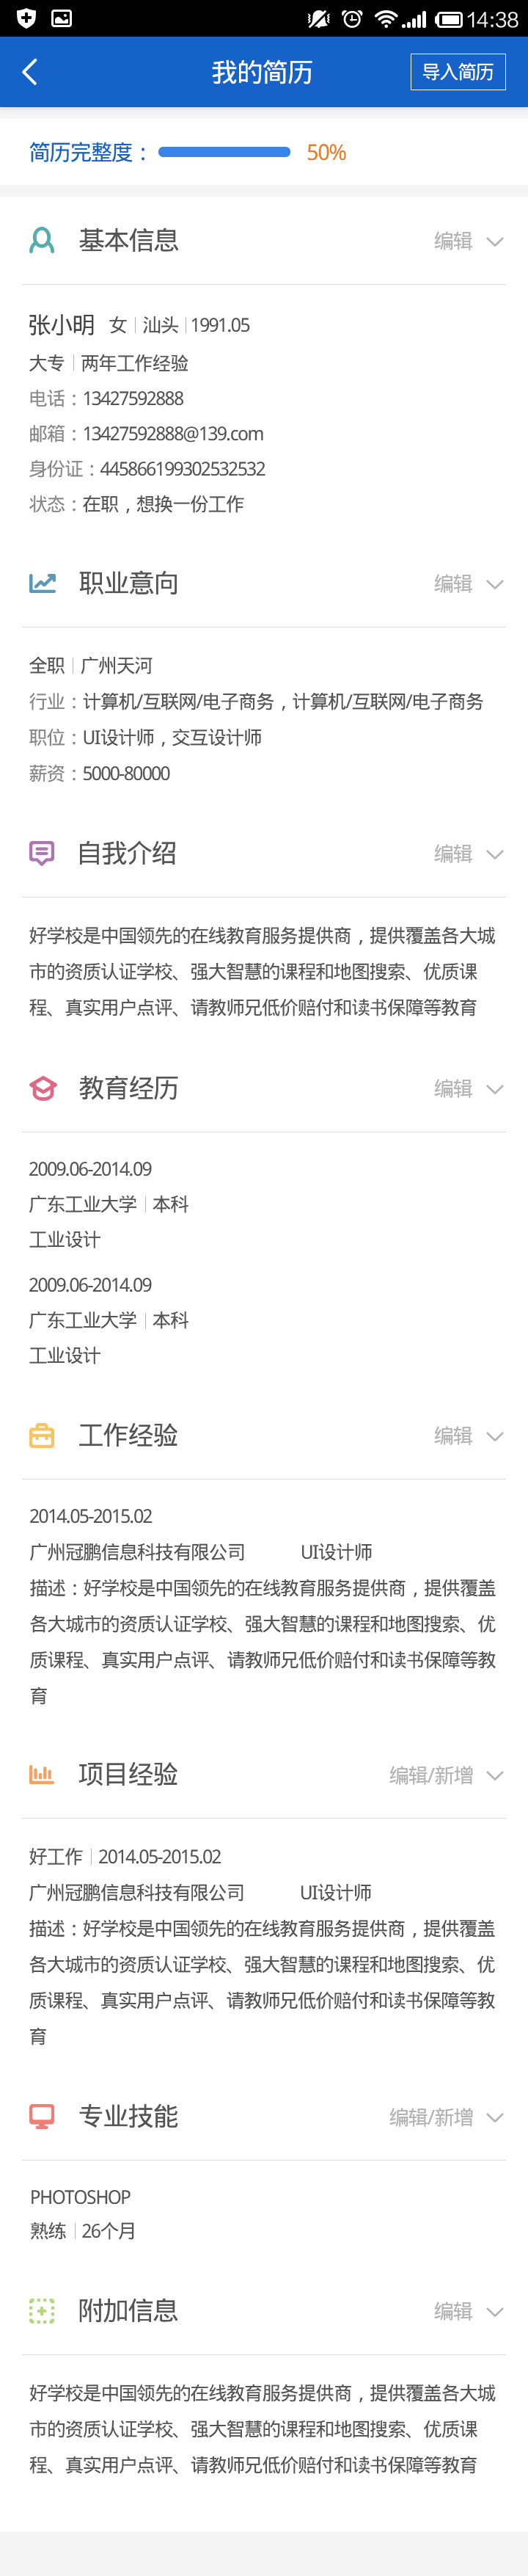 14:38
我的简历
导入简历
简历完整度：
50%
基本信息
编辑
张小明 女 | 汕头 | 1991.05
大专 | 两年工作经验
电话：13427592888
邮箱：13427592888@139.com
身份证：445866199302532532
状态：在职，想换一份工作
职业意向
编辑
全职 | 广州天河
行业：计算机/互联网/电子商务，计算机/互联网/电子商务
职位：UI设计师，交互设计师
薪资：5000-80000
自我介绍
编辑
好学校是中国领先的在线教育服务提供商，提供覆盖各大城
市的资质认证学校、强大智慧的课程和地图搜索、优质课
程、真实用户点评、请教师兄低价赔付和读书保障等教育
教育经历
编辑
2009.06-2014.09
广东工业大学 | 本科
工业设计
2009.06-2014.09
广东工业大学 | 本科
工业设计
工作经验
编辑
2014.05-2015.02
广州冠鹏信息科技有限公司 UI设计师
描述：好学校是中国领先的在线教育服务提供商，提供覆盖
各大城市的资质认证学校、强大智慧的课程和地图搜索、优
质课程、真实用户点评、请教师兄低价赔付和读书保障等教
育
项目经验
编辑/新增
好工作 | 2014.05-2015.02
广州冠鹏信息科技有限公司 UI设计师
描述：好学校是中国领先的在线教育服务提供商，提供覆盖
各大城市的资质认证学校、强大智慧的课程和地图搜索、优
质课程、真实用户点评、请教师兄低价赔付和读书保障等教
育
专业技能
编辑/新增
PHOTOSHOP
熟练 | 26个月
附加信息
编辑
好学校是中国领先的在线教育服务提供商，提供覆盖各大城
市的资质认证学校、强大智慧的课程和地图搜索、优质课
程、真实用户点评、请教师兄低价赔付和读书保障等教育